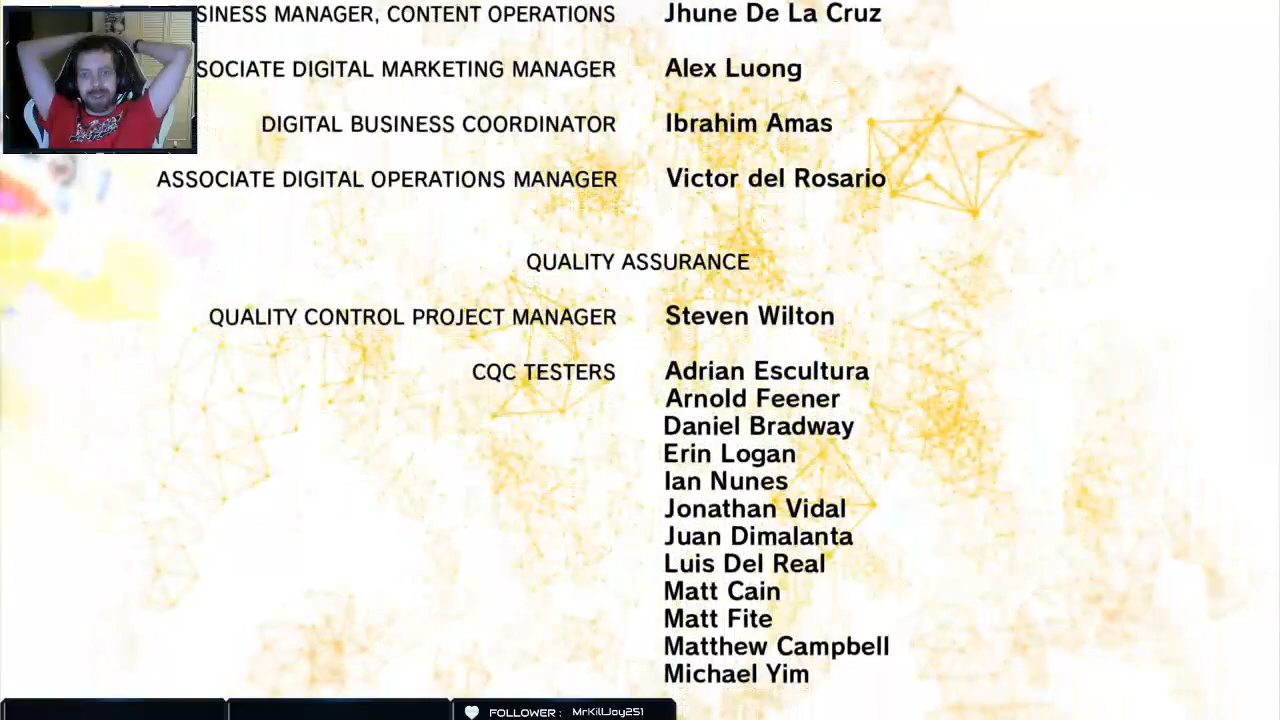 SINESS MANAGER, CONTENT OPERATIONS Jhune De La Cruz
SOCIATE DIGITAL MARKETING MANAGER Alex Luong
DIGITAL BUSINESS COORDINATOR Ibrahim Amas
ASSOCIATE DIGITAL OPERATIONS MANAGER Victor del Rosario
QUALITY ASSURANCE
QUALITY CONTROL PROJECT MANAGER Steven Wilton
CQC TESTERS Adrian Escultura
Arnold Feener
Daniel Bradway
Erin Logan
Ian Nunes
Jonathan Vidal
Juan Dimalanta
Luis Del Real
Matt Cain
Matt Fite
Matthew Campbell
Michael Yim
FOLLOWER: MrKillJoy251